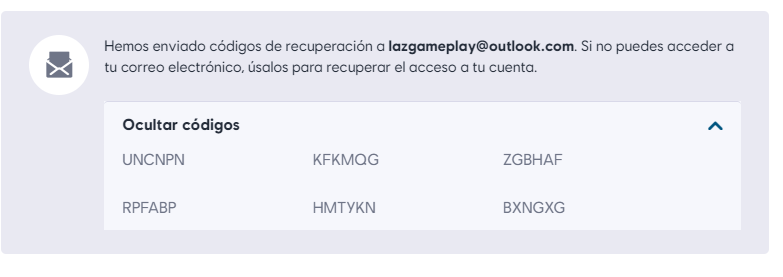 Hemos enviado códigos de recuperación a lazgameplay@outlook.com. Si no puedes acceder a
tu correo electrónico, úsalos para recuperar el acceso a tu cuenta.
Ocultar códigos
UNCNPN KFKMQG ZGBHAF
RPFABP HMTYKN BXNGXG